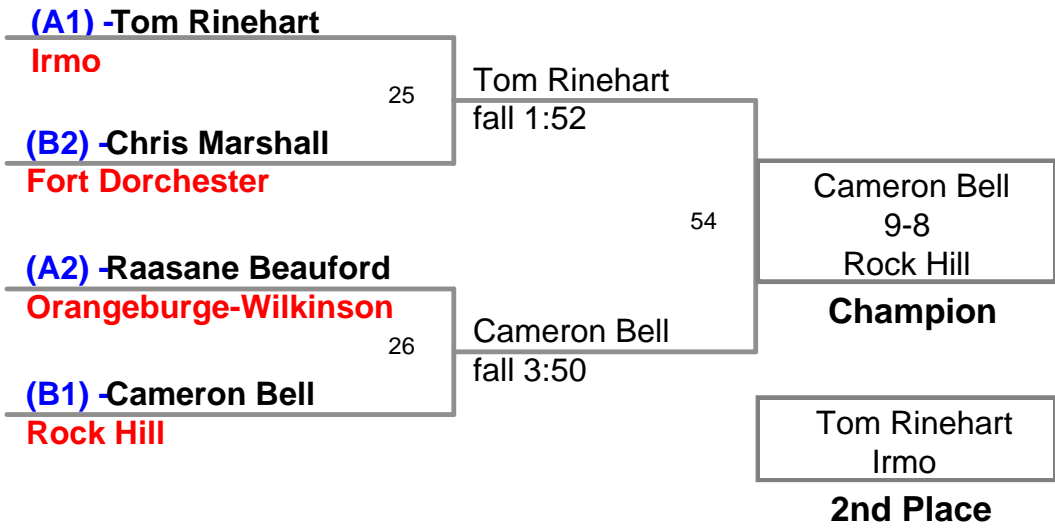 (A1) -Tom Rinehart
Irmo
25
Tom Rinehart
fall 1:52
(B2) -Chris Marshall
Fort Dorchester
54
Cameron Bell
9-8
Rock Hill
Champion
(A2) -Raasane Beauford
Orangeburge-Wilkinson
26
Cameron Bell
fall 3:50
(B1) -Cameron Bell
Rock Hill
Tom Rinehart
Irmo
2nd Place